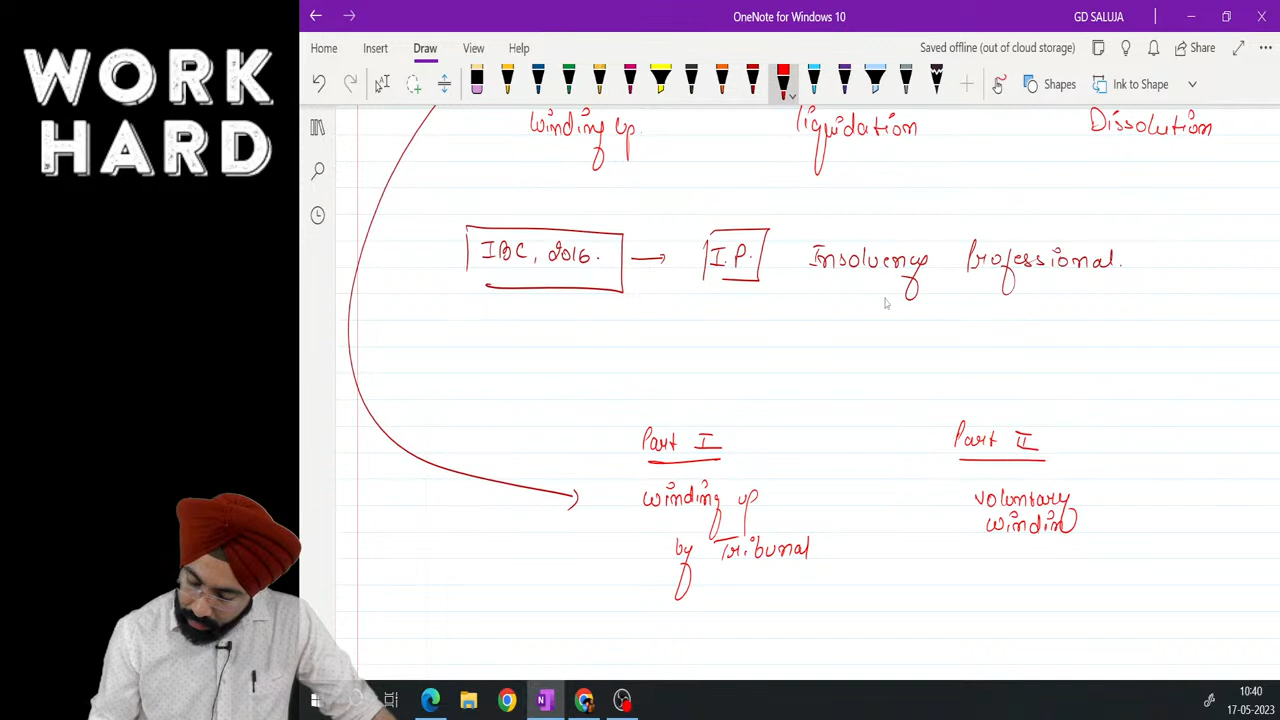 WORK
HARD
OneNote for Windows 10
GD SALUJA
Home Insert Draw View Help
Saved offline (out of cloud storage)
Share
Shapes
Ink to Shapes
Winding up. liquidation Dissolution
IBC, 2016. → I.P. Insolvency Professional.
Part I Part II
winding up voluntary
windin
by Tribunal
10:40
17-05-2023